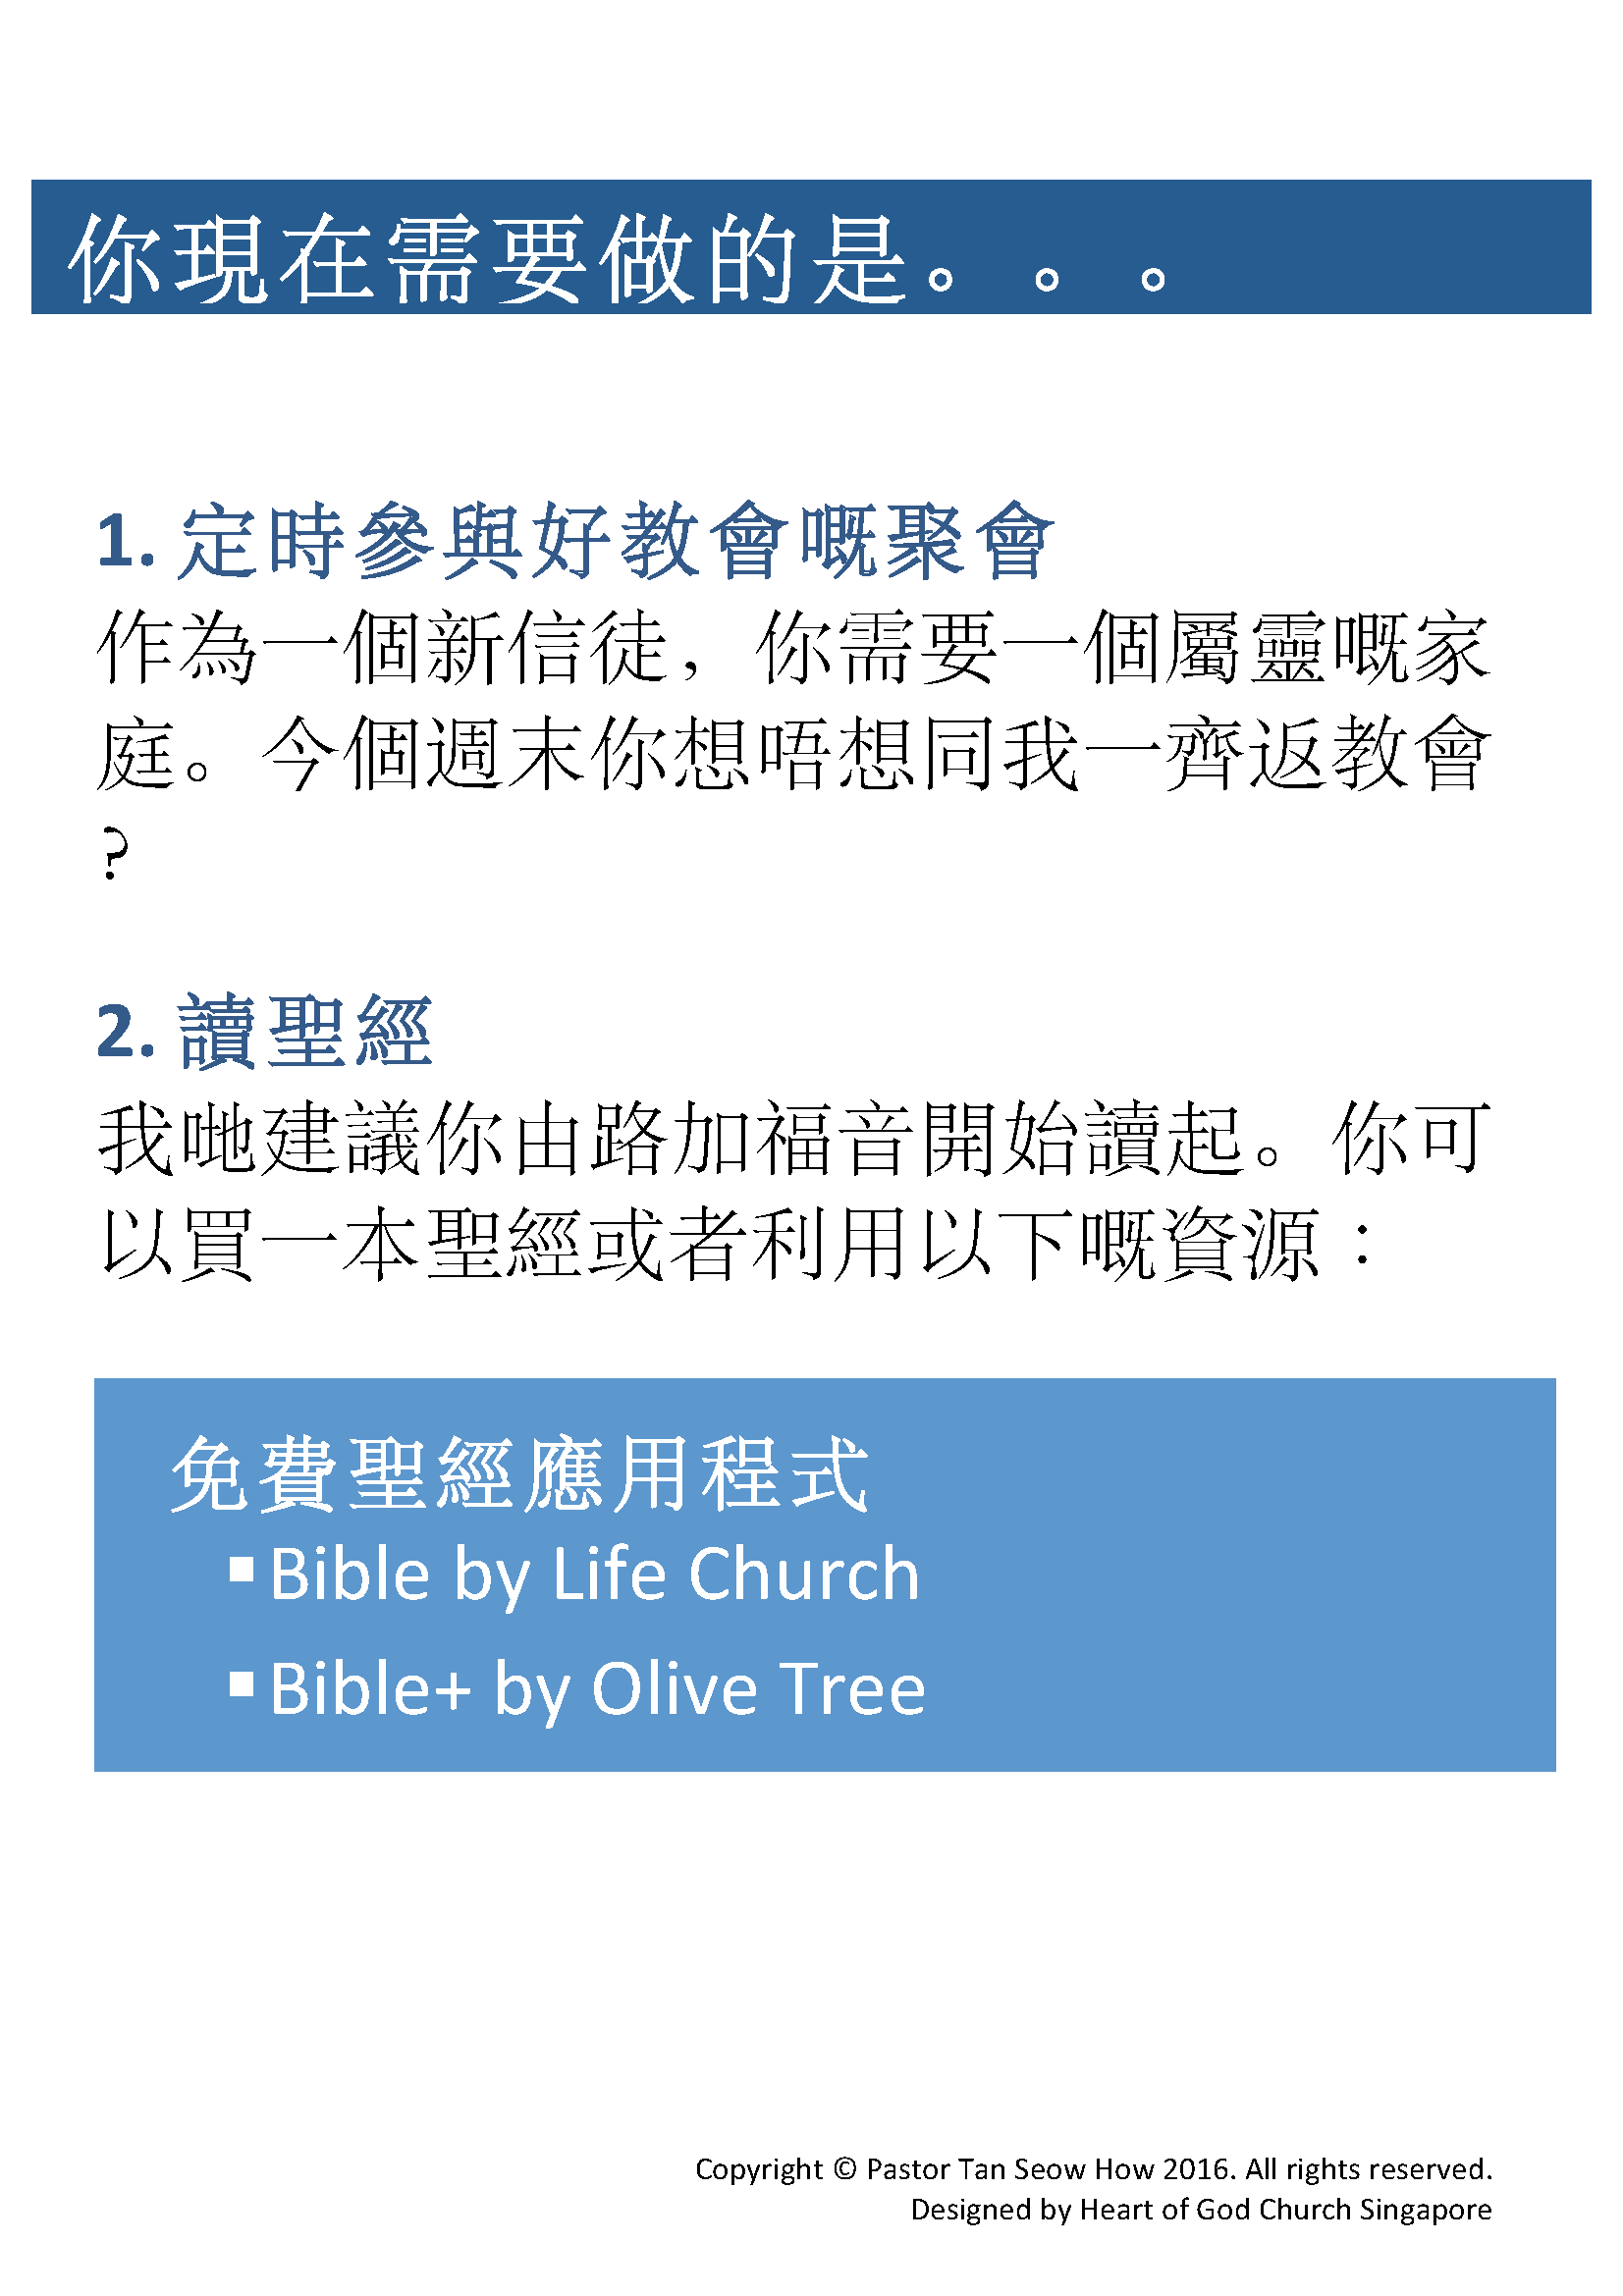 你現在需要做的是。。。
1. 定時參與好教會嘅聚會
作為一個新信徒，你需要一個屬靈嘅家
庭。今個週末你想唔想同我一齊返教會
?
2. 讀聖經
我哋建議你由路加福音開始讀起。你可
以買一本聖經或者利用以下嘅資源：
免費聖經應用程式
▪ Bible by Life Church
▪ Bible+ by Olive Tree
Copyright © Pastor Tan Seow How 2016. All rights reserved.
Designed by Heart of God Church Singapore